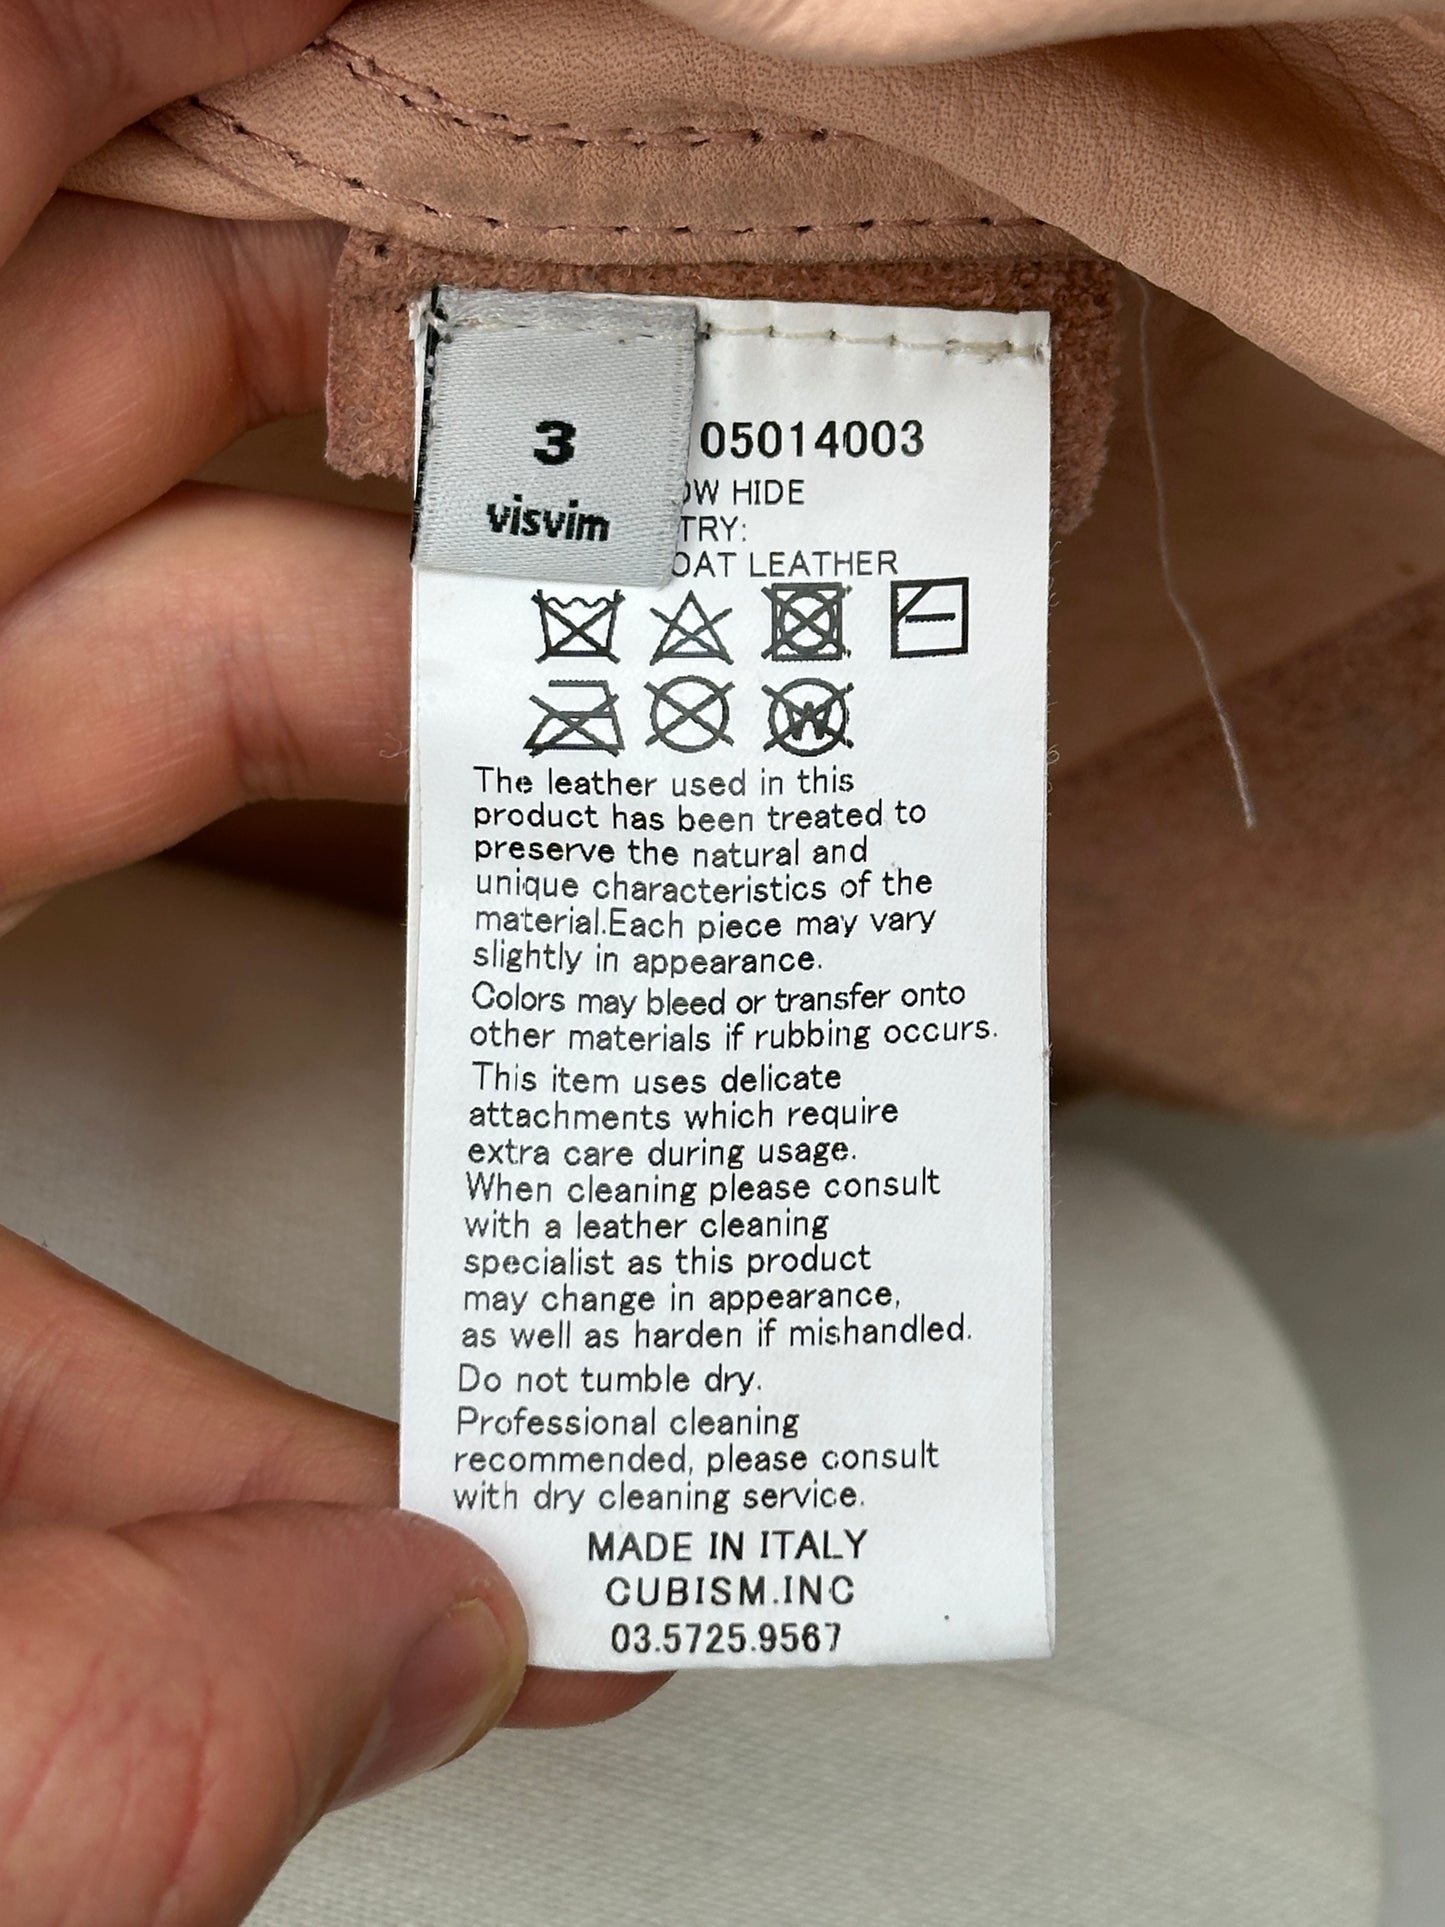 3
visvim
05014003
OW HIDE
TRY:
OAT LEATHER
W
The leather used in this
product has been treated to
preserve the natural and
unique characteristics of the
material.Each piece may vary
slightly in appearance.
Colors may bleed or transfer onto
other materials if rubbing occurs.
This item uses delicate
attachments which require
extra care during usage.
When cleaning please consult
with a leather cleaning
specialist as this product
may change in appearance,
as well as harden if mishandled.
Do not tumble dry.
Professional cleaning
recommended, please consult
with dry cleaning service.
MADE IN ITALY
CUBISM.INC
03.5725.9567